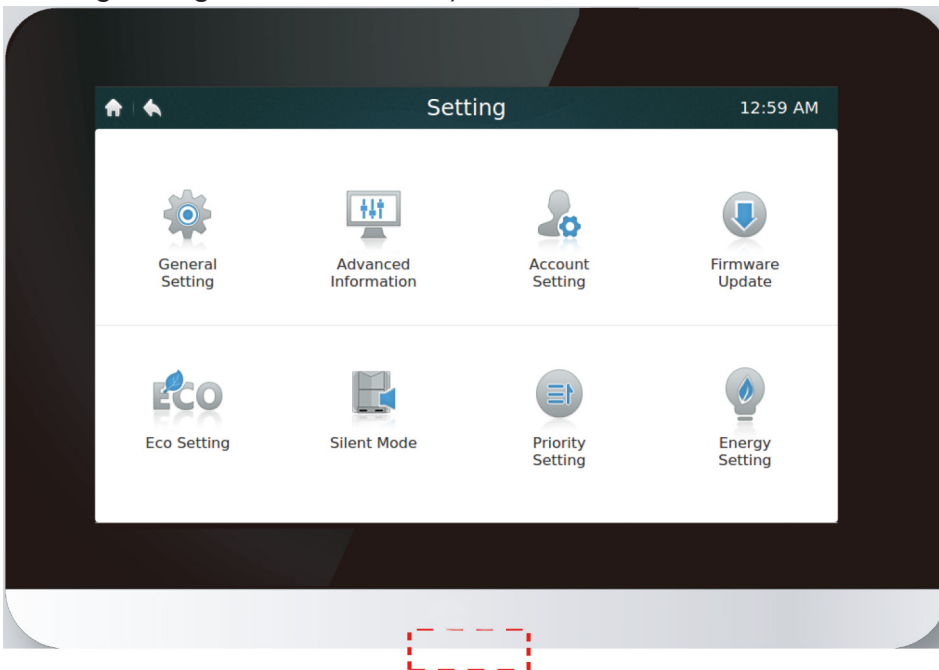 Setting
12:59 AM
General
Setting
Advanced
Information
Account
Setting
Firmware
Update
ECO
Eco Setting
Silent Mode
Priority
Setting
Energy
Setting